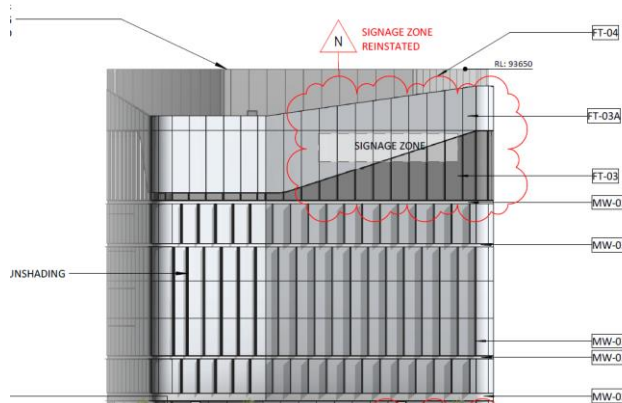 SIGNAGE ZONE
REINSTATED
N
FT-04
RL: 93650
FT-03A
SIGNAGE ZONE
FT-03
MW-0
MW-0
UNSHADING
MW-0
MW-0
MW-0